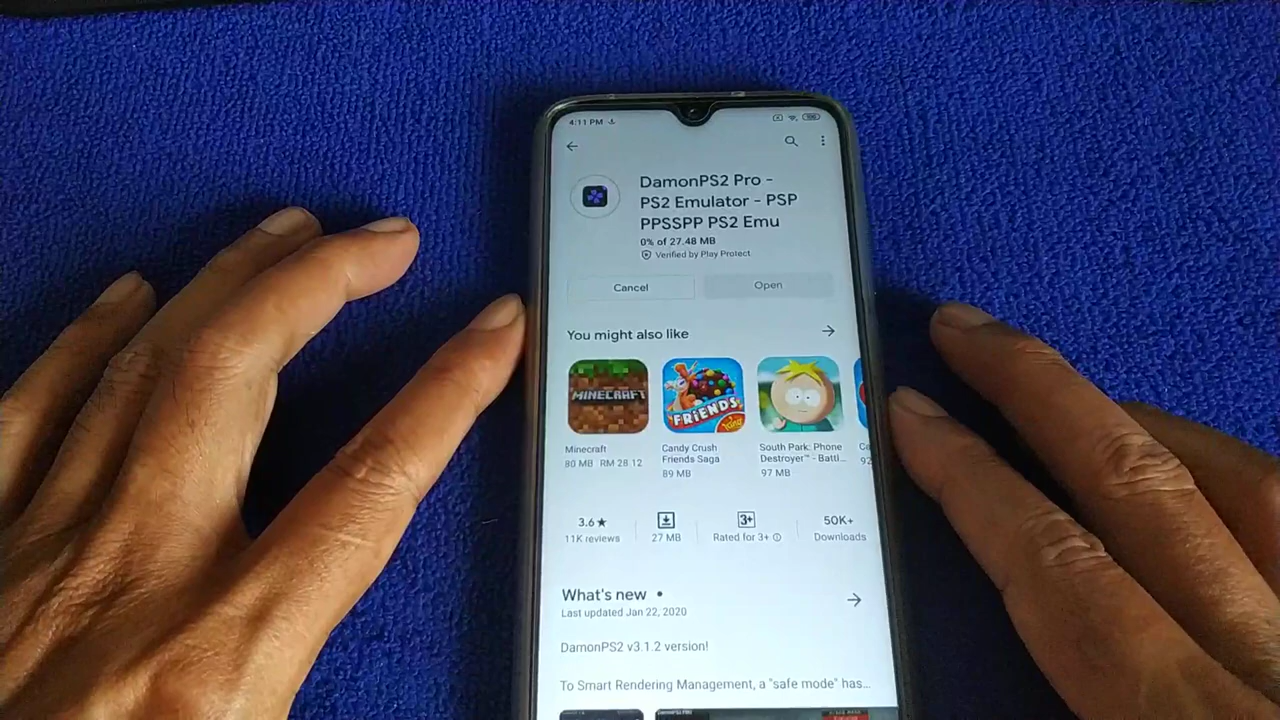 4:11 PM
DamonPS2 Pro -
PS2 Emulator - PSP
PPSSPP PS2 Emu
0% of 27.48 MB
Verified by Play Protect
Cancel
Open
You might also like
MINECRAFT
FRIENDS
Minecraft
80 MB RM 28.12
Candy Crush
Friends Saga
89 MB
South Park: Phone
Destroyer™ - Battl...
97 MB
3.6★
11K reviews
27 MB
3+
Rated for 3+
50K+
Downloads
What's new •
Last updated Jan 22, 2020
DamonPS2 v3.1.2 version!
To Smart Rendering Management, a "safe mode" has...